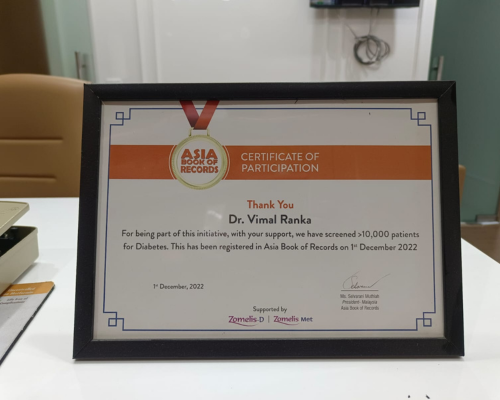 ASIA
BOOK OF
RECORDS
CERTIFICATE OF
PARTICIPATION
Thank You
Dr. Vimal Ranka
For being part of this initiative, with your support, we have screened >10,000 patients
for Diabetes. This has been registered in Asia Book of Records on 1st December 2022
1st December, 2022
President
Asia Book of Records
Supported by
Zomelis-D | Zomelis Met